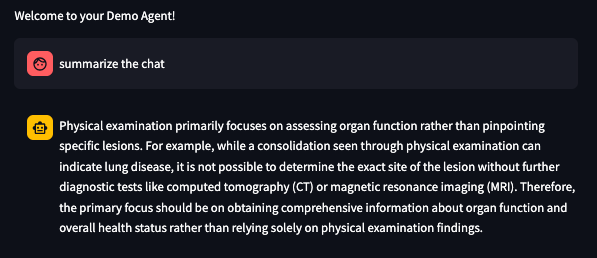 Welcome to your Demo Agent!
summarize the chat
Physical examination primarily focuses on assessing organ function rather than pinpointing
specific lesions. For example, while a consolidation seen through physical examination can
indicate lung disease, it is not possible to determine the exact site of the lesion without further
diagnostic tests like computed tomography (CT) or magnetic resonance imaging (MRI). Therefore,
the primary focus should be on obtaining comprehensive information about organ function and
overall health status rather than relying solely on physical examination findings.